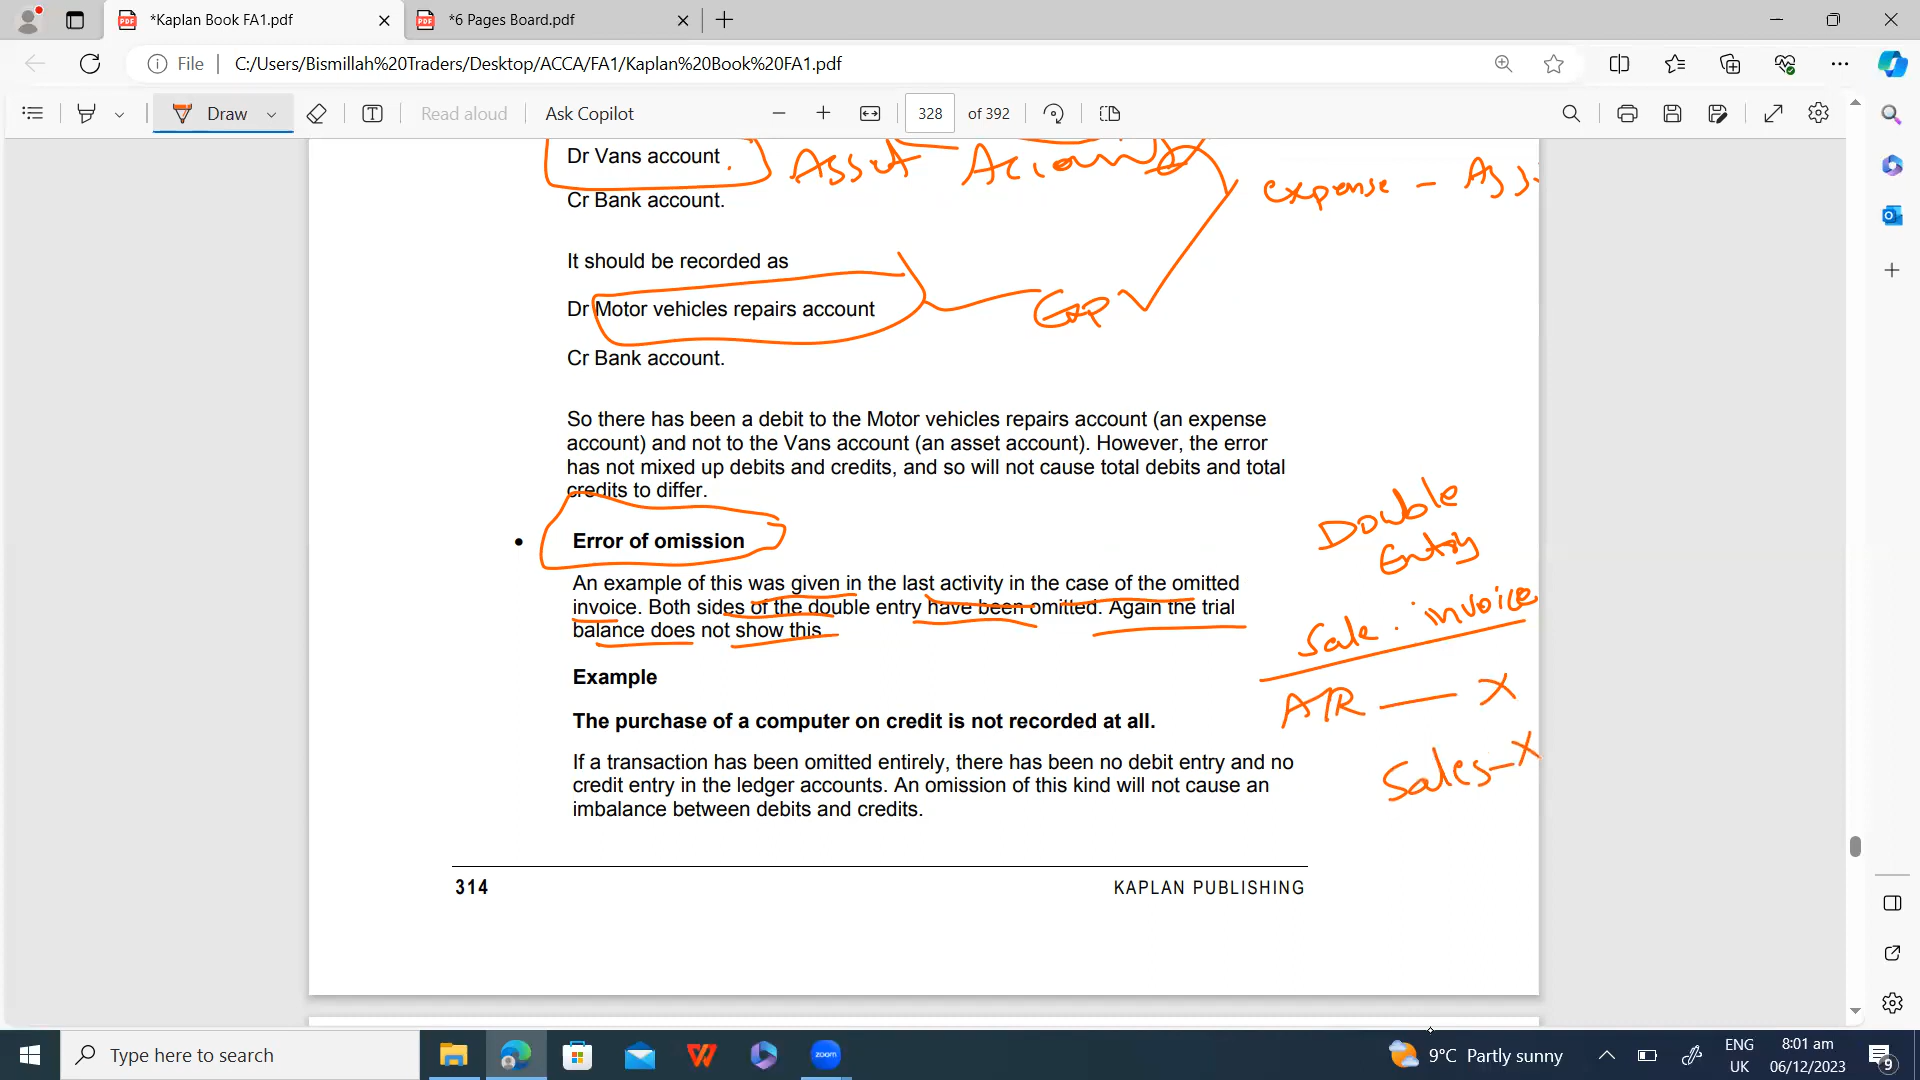 *Kaplan Book FA1.pdf
*6 Pages Board.pdf
File
C:/Users/Bismillah%20Traders/Desktop/ACCA/FA1/Kaplan%20Book%20FA1.pdf
Draw
Read aloud
Ask Copilot
328 of 392
Dr Vans account
Asset Account
expense - Ass
Cr Bank account.
It should be recorded as
Dr Motor vehicles repairs account
Exp
Cr Bank account.
So there has been a debit to the Motor vehicles repairs account (an expense
account) and not to the Vans account (an asset account). However, the error
has not mixed up debits and credits, and so will not cause total debits and total
credits to differ.
Double
Entry
• Error of omission
An example of this was given in the last activity in the case of the omitted
invoice. Both sides of the double entry have been omitted. Again the trial
balance does not show this.
Sale. invoice
Example
A/R — X
The purchase of a computer on credit is not recorded at all.
Sales - X
If a transaction has been omitted entirely, there has been no debit entry and no
credit entry in the ledger accounts. An omission of this kind will not cause an
imbalance between debits and credits.
314
KAPLAN PUBLISHING
Type here to search
zoom
9°C Partly sunny
ENG
UK
8:01 am
06/12/2023
9